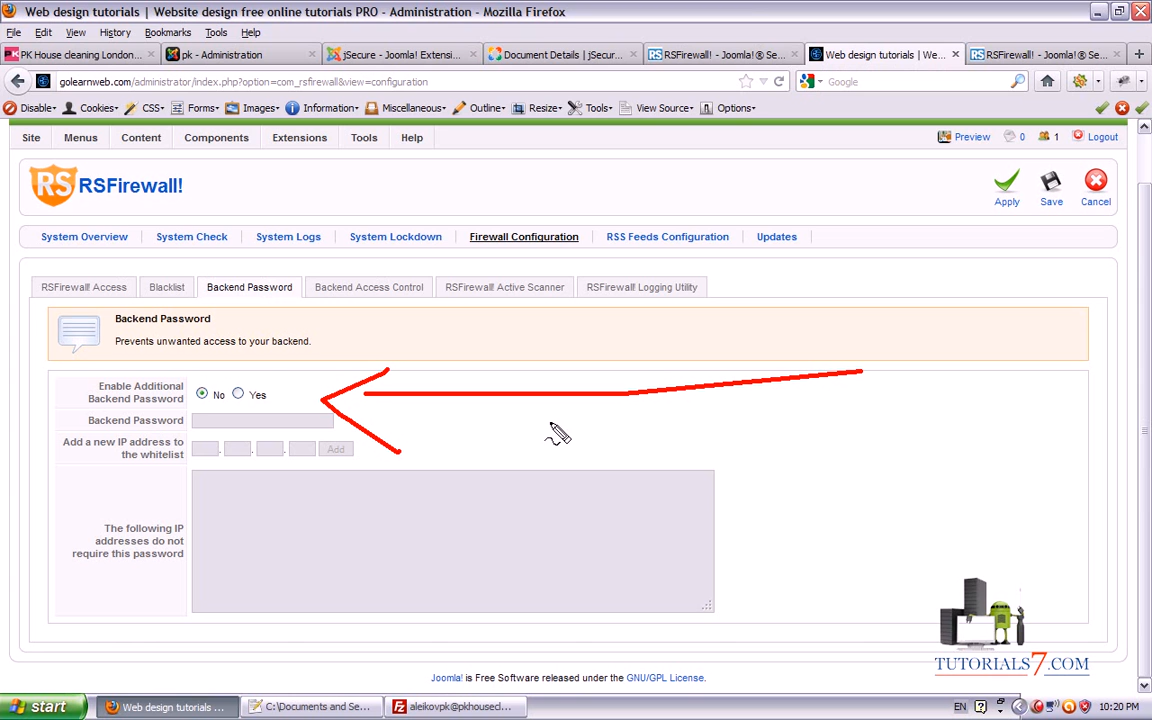 Web design tutorials | Website design free online tutorials PRO - Administration - Mozilla Firefox
File Edit View History Bookmarks Tools Help
PK House cleaning London...
pk - Administration
jSecure - Joomla! Extensi...
Document Details | jSecur...
RSFirewall! - Joomla!® Se...
Web design tutorials | We...
RSFirewall! - Joomla!® Se...
golearnweb.com/administrator/index.php?option=com_rsfirewall&view=configuration
Google
Disable Cookies CSS Forms Images Information Miscellaneous Outline Resize Tools View Source Options
Site Menus Content Components Extensions Tools Help
Preview 0 1 Logout
RS RSFirewall!
Apply Save Cancel
System Overview System Check System Logs System Lockdown Firewall Configuration RSS Feeds Configuration Updates
RSFirewall! Access Blacklist Backend Password Backend Access Control RSFirewall! Active Scanner RSFirewall! Logging Utility
Backend Password
Prevents unwanted access to your backend.
Enable Additional
Backend Password
No Yes
Backend Password
Add a new IP address to
the whitelist
. . . Add
The following IP
addresses do not
require this password
TUTORIALS7.COM
Joomla! is Free Software released under the GNU/GPL License.
start
Web design tutorials ...
C:\Documents and Se...
aleikovpk@pkhousecl...
EN
10:20 PM